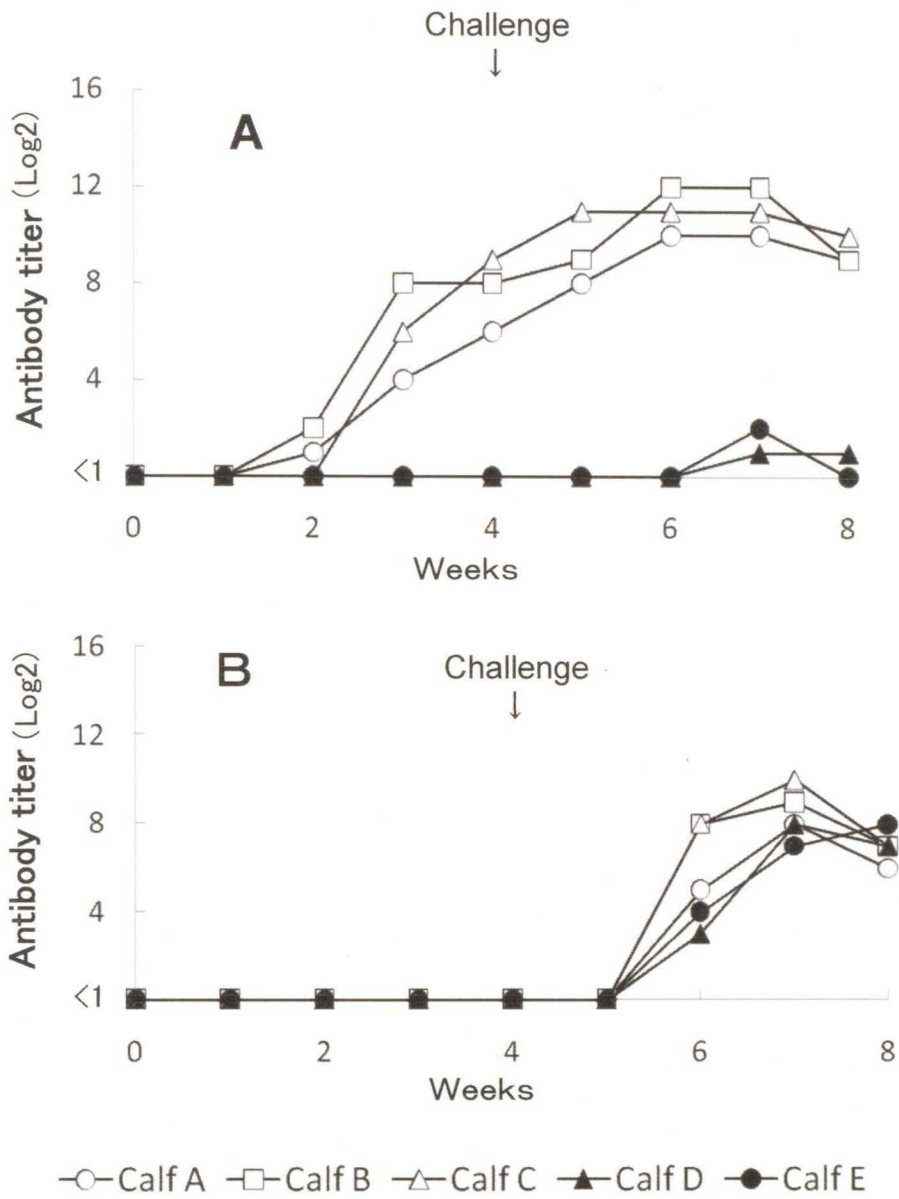 Challenge
↓
16
A
12
8
4
<1
Antibody titer (Log2)
0 2 4 6 8
Weeks
16
B
Challenge
↓
12
8
4
<1
Antibody titer (Log2)
0 2 4 6 8
Weeks
Calf A Calf B Calf C Calf D Calf E